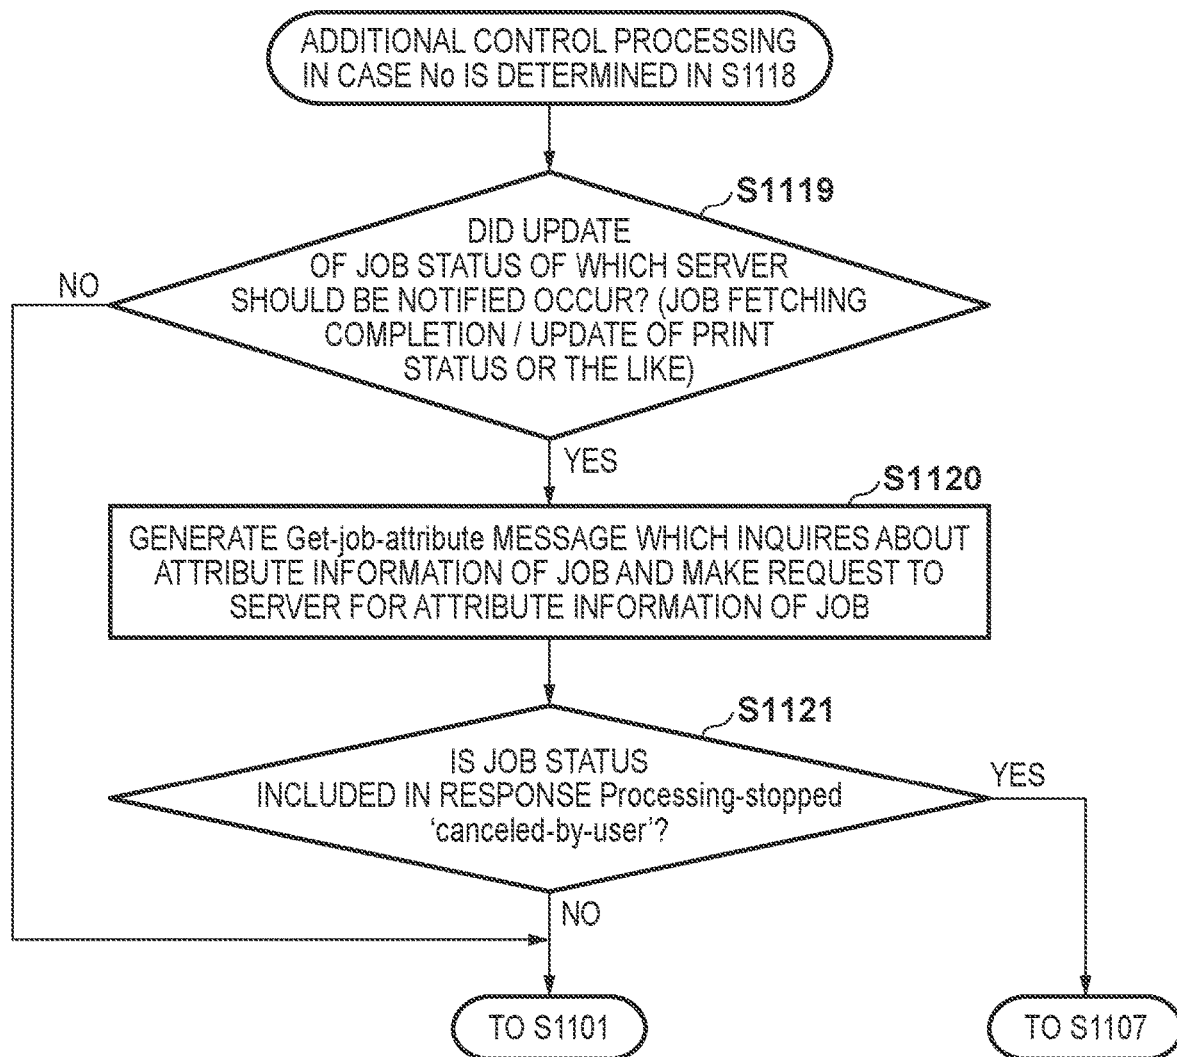 ADDITIONAL CONTROL PROCESSING
IN CASE No IS DETERMINED IN S1118
S1119
DID UPDATE
OF JOB STATUS OF WHICH SERVER
SHOULD BE NOTIFIED OCCUR? (JOB FETCHING
COMPLETION / UPDATE OF PRINT
STATUS OR THE LIKE)
NO
YES
S1120
GENERATE Get-job-attribute MESSAGE WHICH INQUIRES ABOUT
ATTRIBUTE INFORMATION OF JOB AND MAKE REQUEST TO
SERVER FOR ATTRIBUTE INFORMATION OF JOB
S1121
IS JOB STATUS
INCLUDED IN RESPONSE Processing-stopped
‘canceled-by-user’?
YES
NO
TO S1101
TO S1107